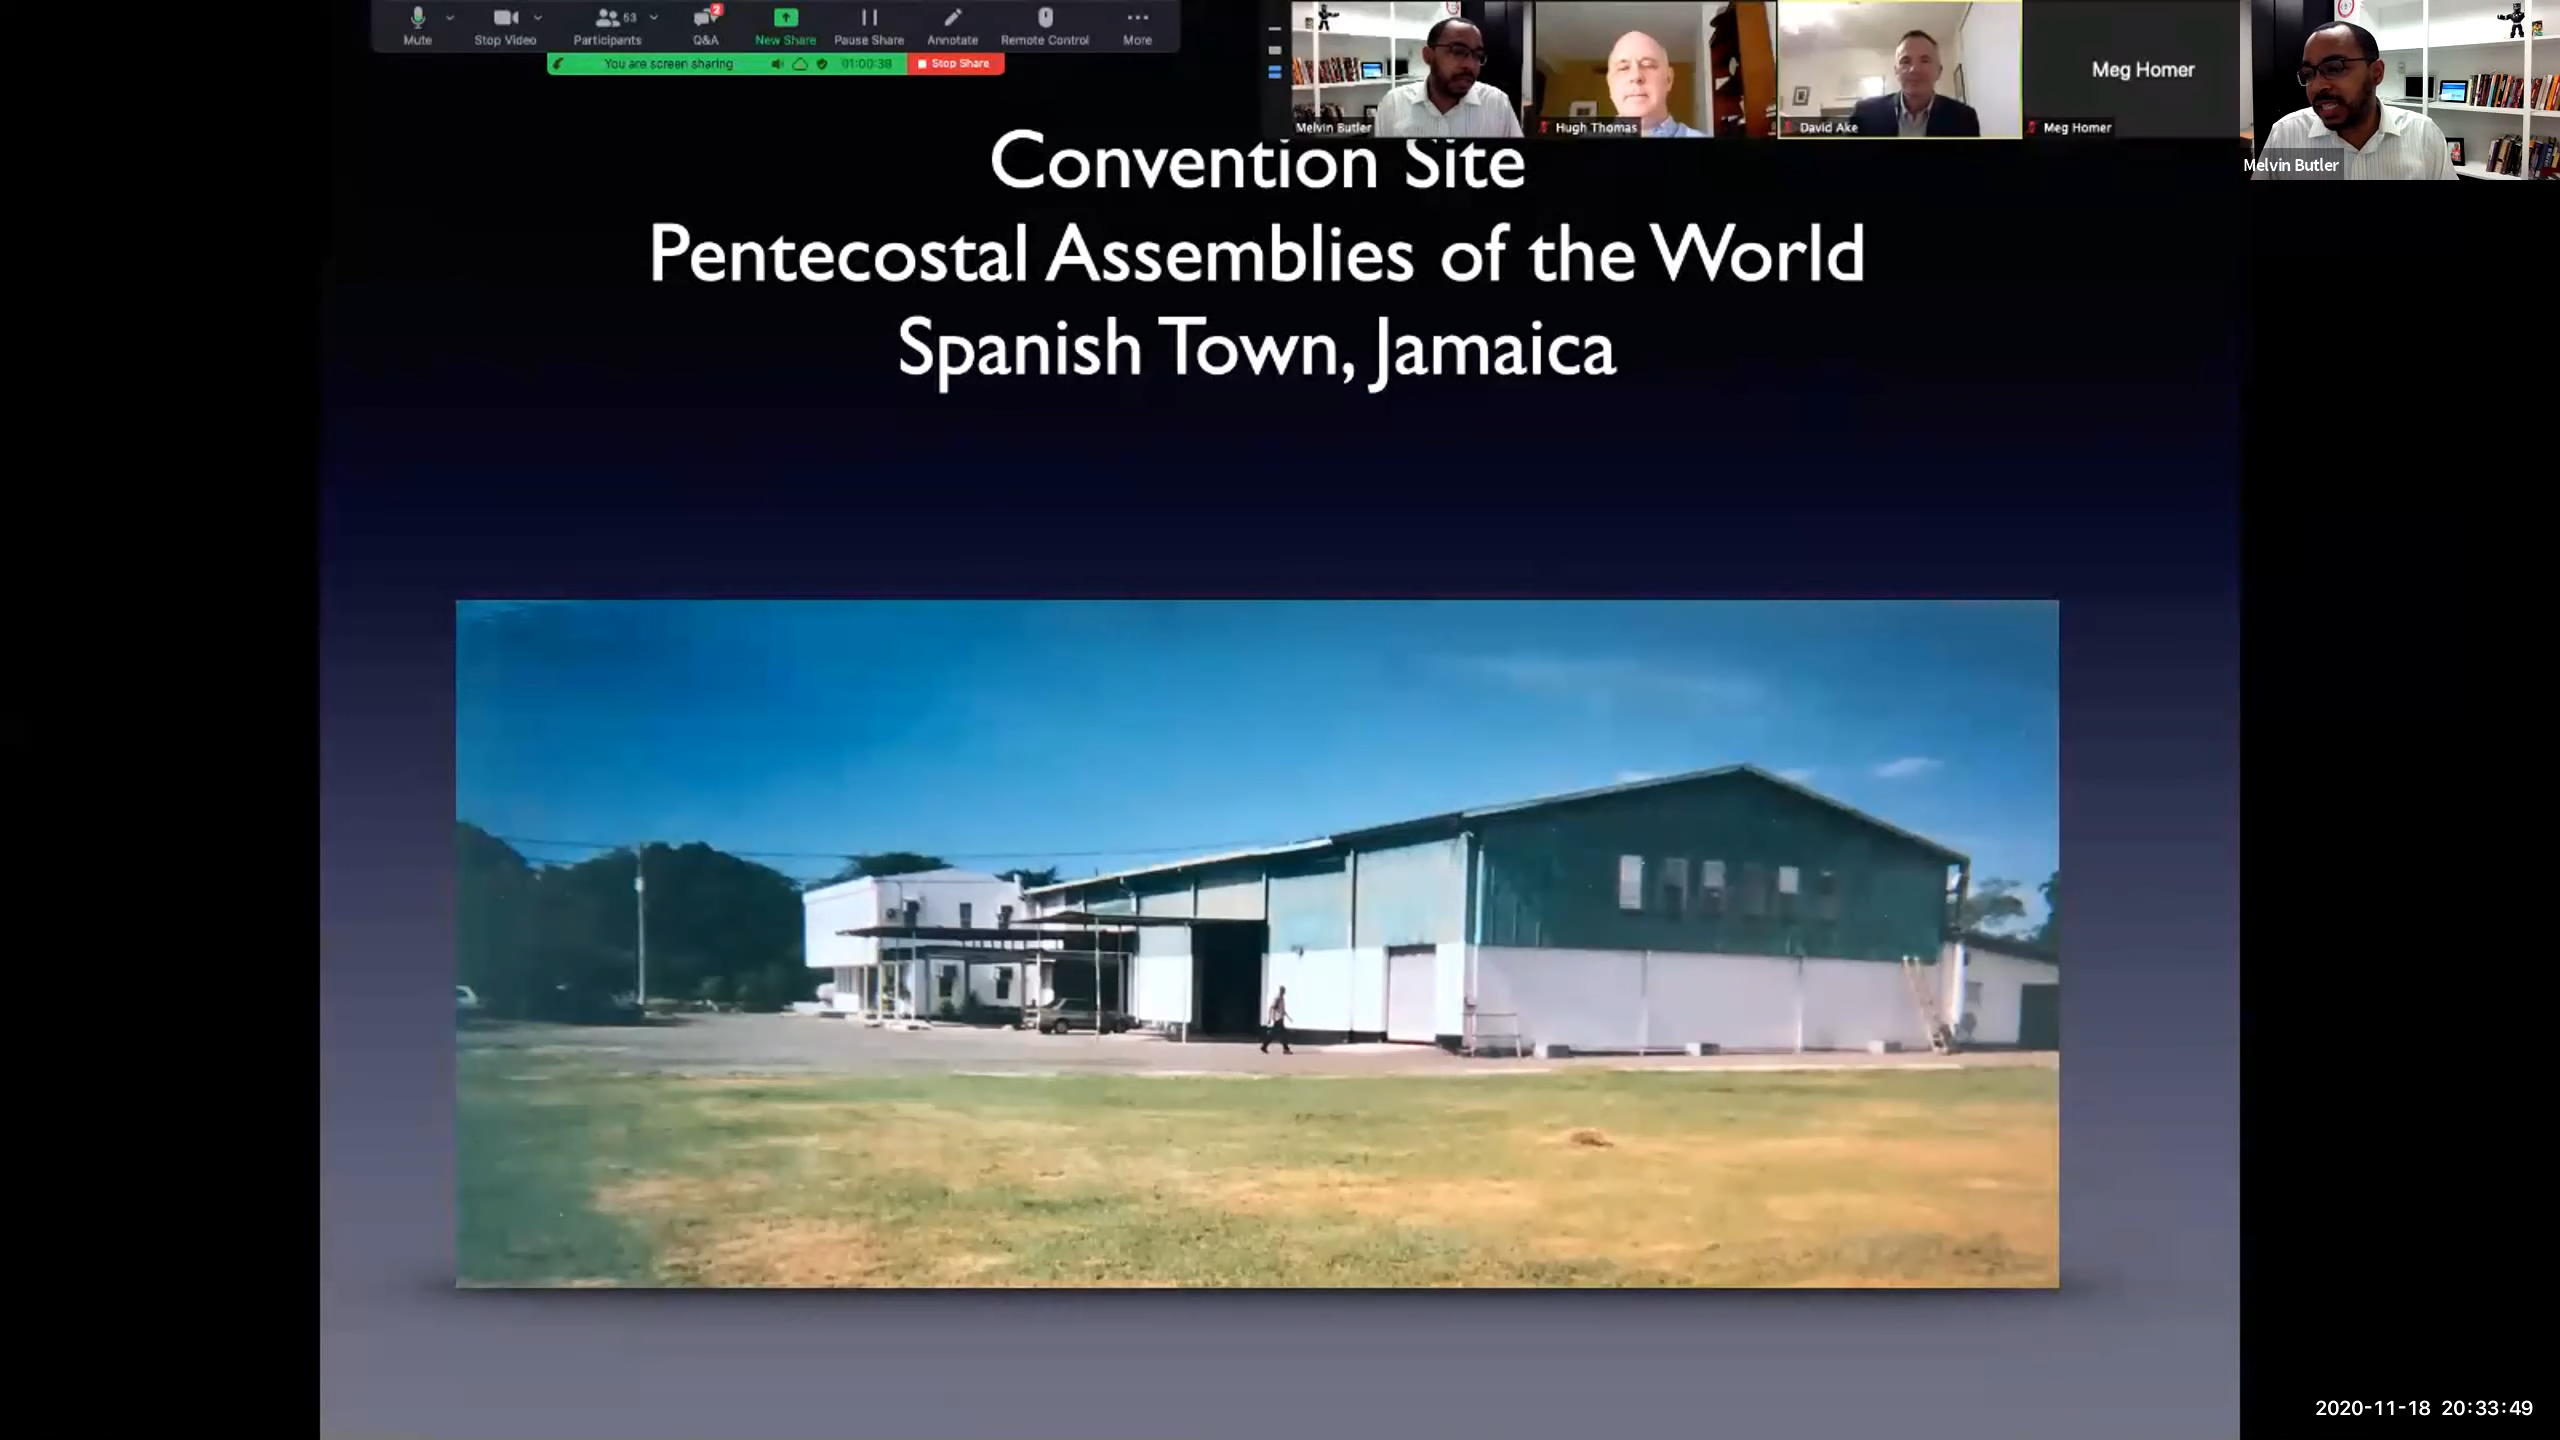 Mute
Stop Video
Participants
53
Q&A
2
New Share
Pause Share
Annotate
Remote Control
More
You are screen sharing
01:00:38
Stop Share
Melvin Butler
Hugh Thomas
David Ake
Meg Homer
Meg Homer
Melvin Butler
Convention Site
Pentecostal Assemblies of the World
Spanish Town, Jamaica
2020-11-18 20:33:49